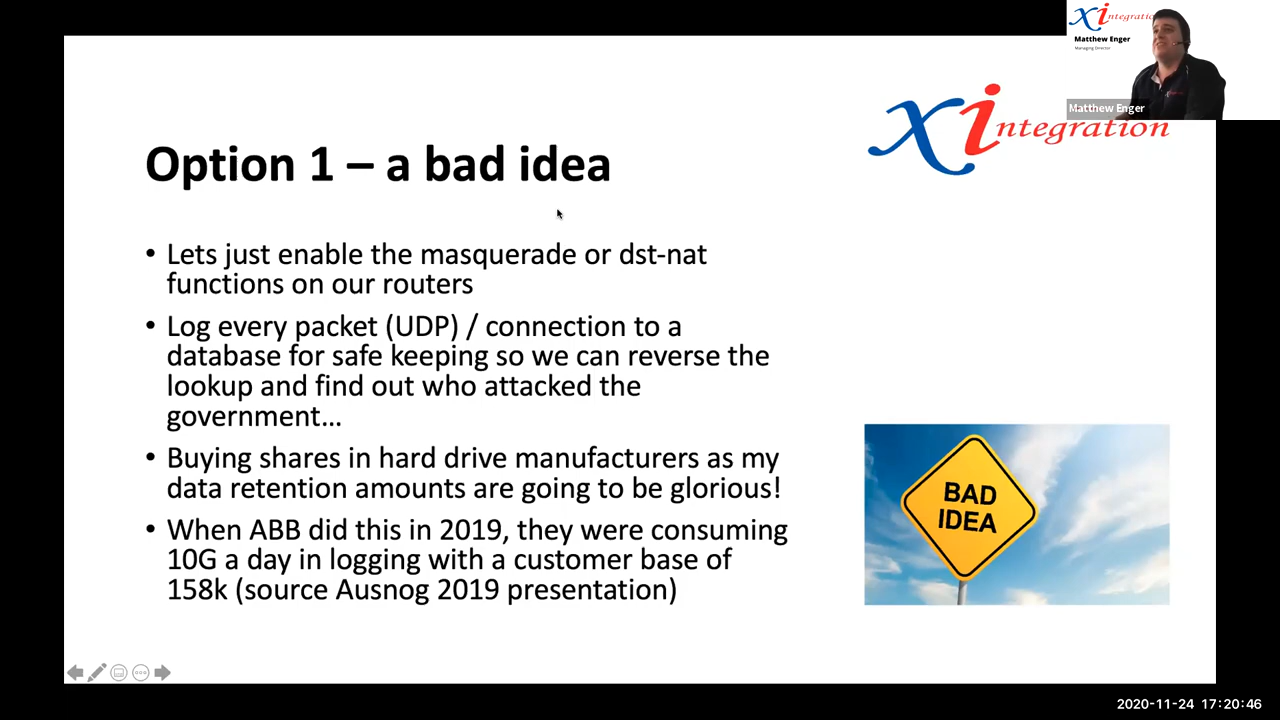 xintegratio
Matthew Enger
Managing Director
Matthew Enger
xintegration
Option 1 – a bad idea
• Lets just enable the masquerade or dst-nat
functions on our routers
• Log every packet (UDP) / connection to a
database for safe keeping so we can reverse the
lookup and find out who attacked the
government...
• Buying shares in hard drive manufacturers as my
data retention amounts are going to be glorious!
• When ABB did this in 2019, they were consuming
10G a day in logging with a customer base of
158k (source Ausnog 2019 presentation)
BAD
IDEA
2020-11-24 17:20:46